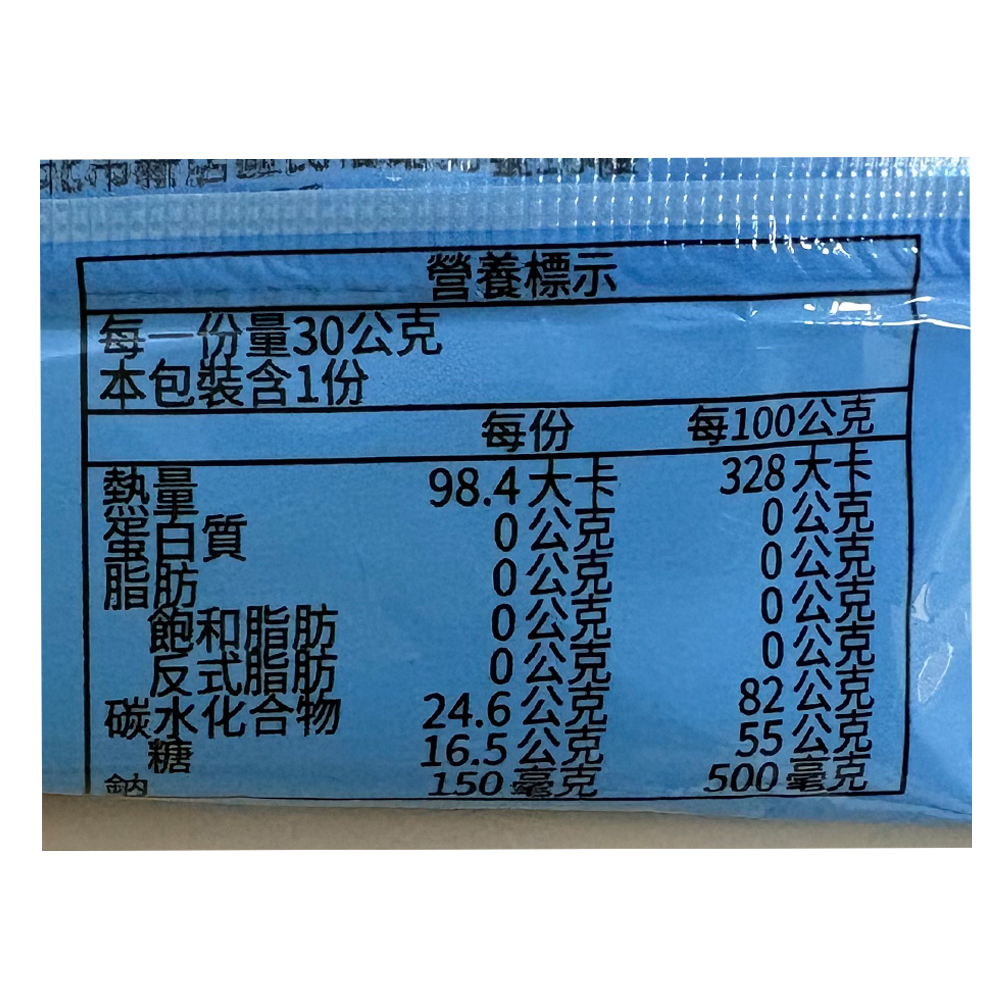 營養標示
每一份量30公克
本包裝含1份
每份 每100公克
熱量 98.4大卡 328大卡
蛋白質 0公克 0公克
脂肪 0公克 0公克
飽和脂肪 0公克 0公克
反式脂肪 0公克 0公克
碳水化合物 24.6公克 82公克
糖 16.5公克 55公克
鈉 150毫克 500毫克